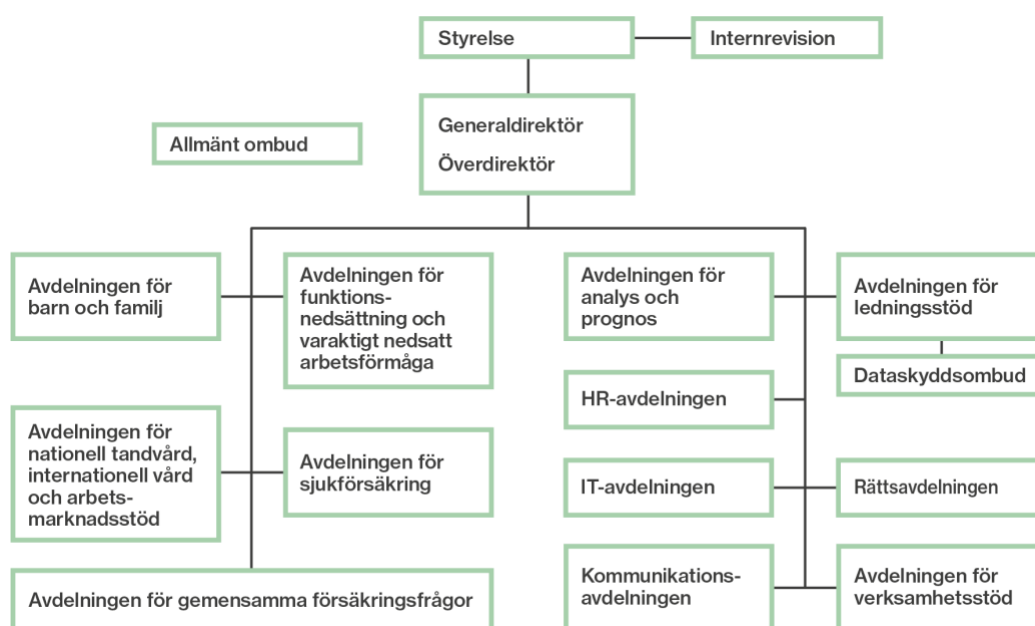 Styrelse
Internrevision
Generaldirektör
Överdirektör
Allmänt ombud
Avdelningen för
barn och familj
Avdelningen för
funktions-
nedsättning och
varaktigt nedsatt
arbetsförmåga
Avdelningen för
analys och
prognos
Avdelningen för
ledningsstöd
Dataskyddsombud
HR-avdelningen
Avdelningen för
nationell tandvård,
internationell vård
och arbets-
marknadsstöd
Avdelningen för
sjukförsäkring
IT-avdelningen
Rättsavdelningen
Avdelningen för gemensamma försäkringsfrågor
Kommunikations-
avdelningen
Avdelningen för
verksamhetsstöd